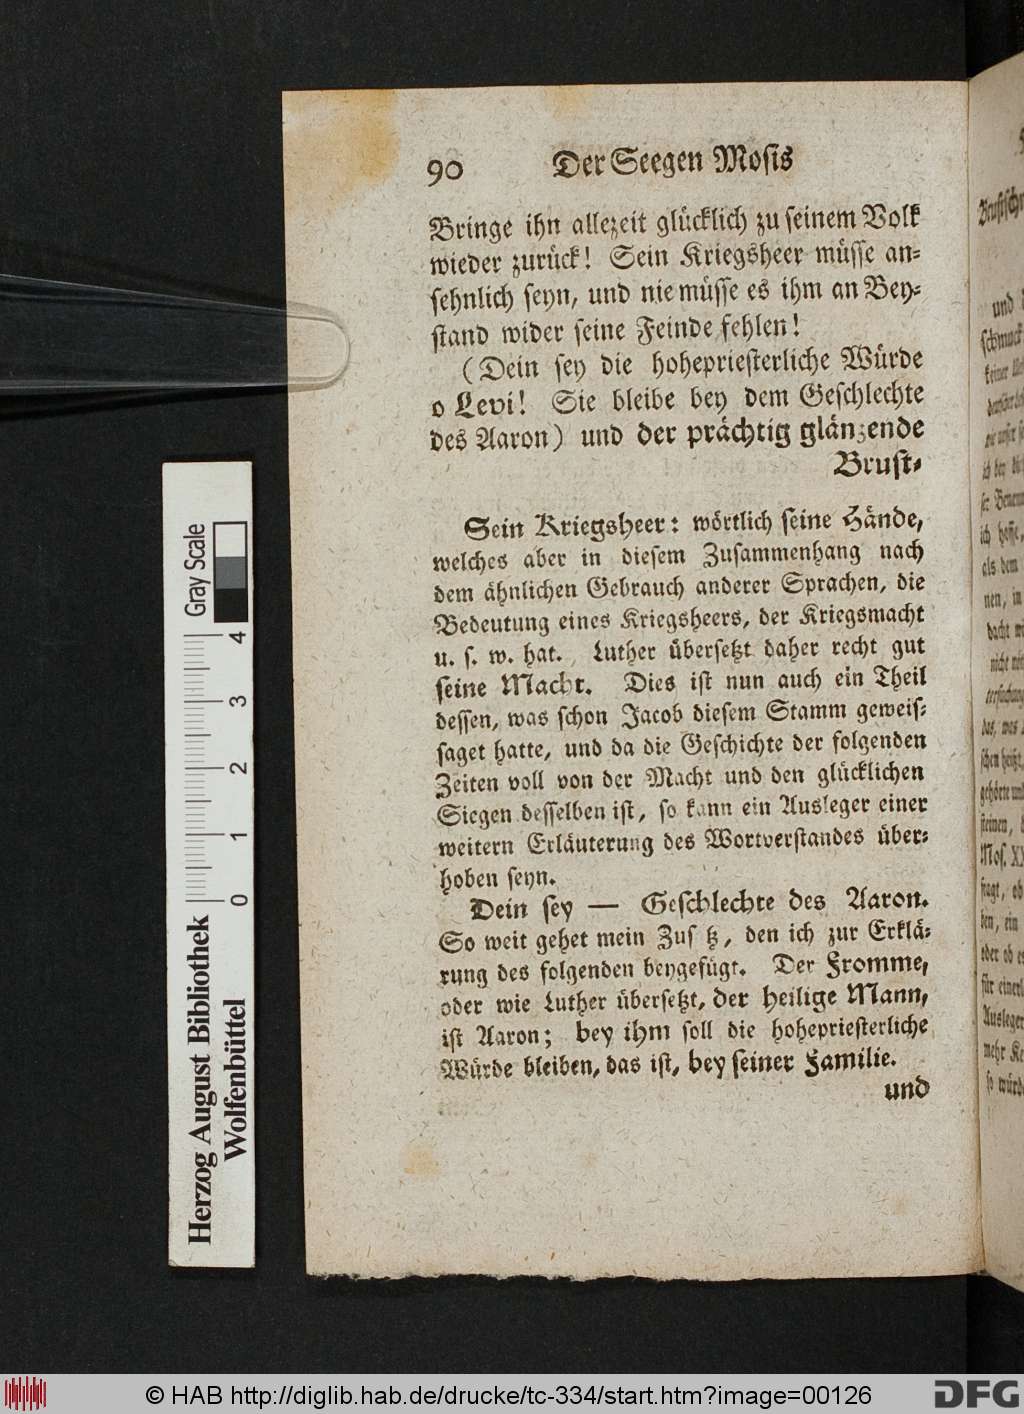 90 Der Seegen Mosis
Bringe ihn allezeit glücklich zu seinem Volk
wieder zurück! Sein Kriegsheer müsse an-
sehnlich seyn, und nie müsse es ihm an Bey-
stand wider seine Feinde fehlen!
(Dein sey die hohepriesterliche Würde
o Levi! Sie bleibe bey dem Geschlechte
des Aaron) und der prächtig glänzende
Brust-
Sein Kriegsheer: wörtlich seine Hände,
welches aber in diesem Zusammenhang nach
dem ähnlichen Gebrauch anderer Sprachen, die
Bedeutung eines Kriegsheers, der Kriegsmacht
u. s. w. hat. Luther übersetzt daher recht gut
seine Macht. Dies ist nun auch ein Theil
dessen, was schon Jacob diesem Stamm geweis-
saget hatte, und da die Geschichte der folgenden
Zeiten voll von der Macht und den glücklichen
Siegen desselben ist, so kann ein Ausleger einer
weitern Erläuterung des Wortverstandes über-
hoben seyn.
Dein sey — Geschlechte des Aaron.
So weit gehet mein Zus tz, den ich zur Erklä-
rung des folgenden beygefügt. Der Fromme,
oder wie Luther übersetzt, der heilige Mann,
ist Aaron; bey ihm soll die hohepriesterliche
Würde bleiben, das ist, bey seiner Familie.
und
Gray Scale
0 1 2 3 4
Herzog August Bibliothek
Wolfenbüttel
© HAB http://diglib.hab.de/drucke/tc-334/start.htm?image=00126
DFG